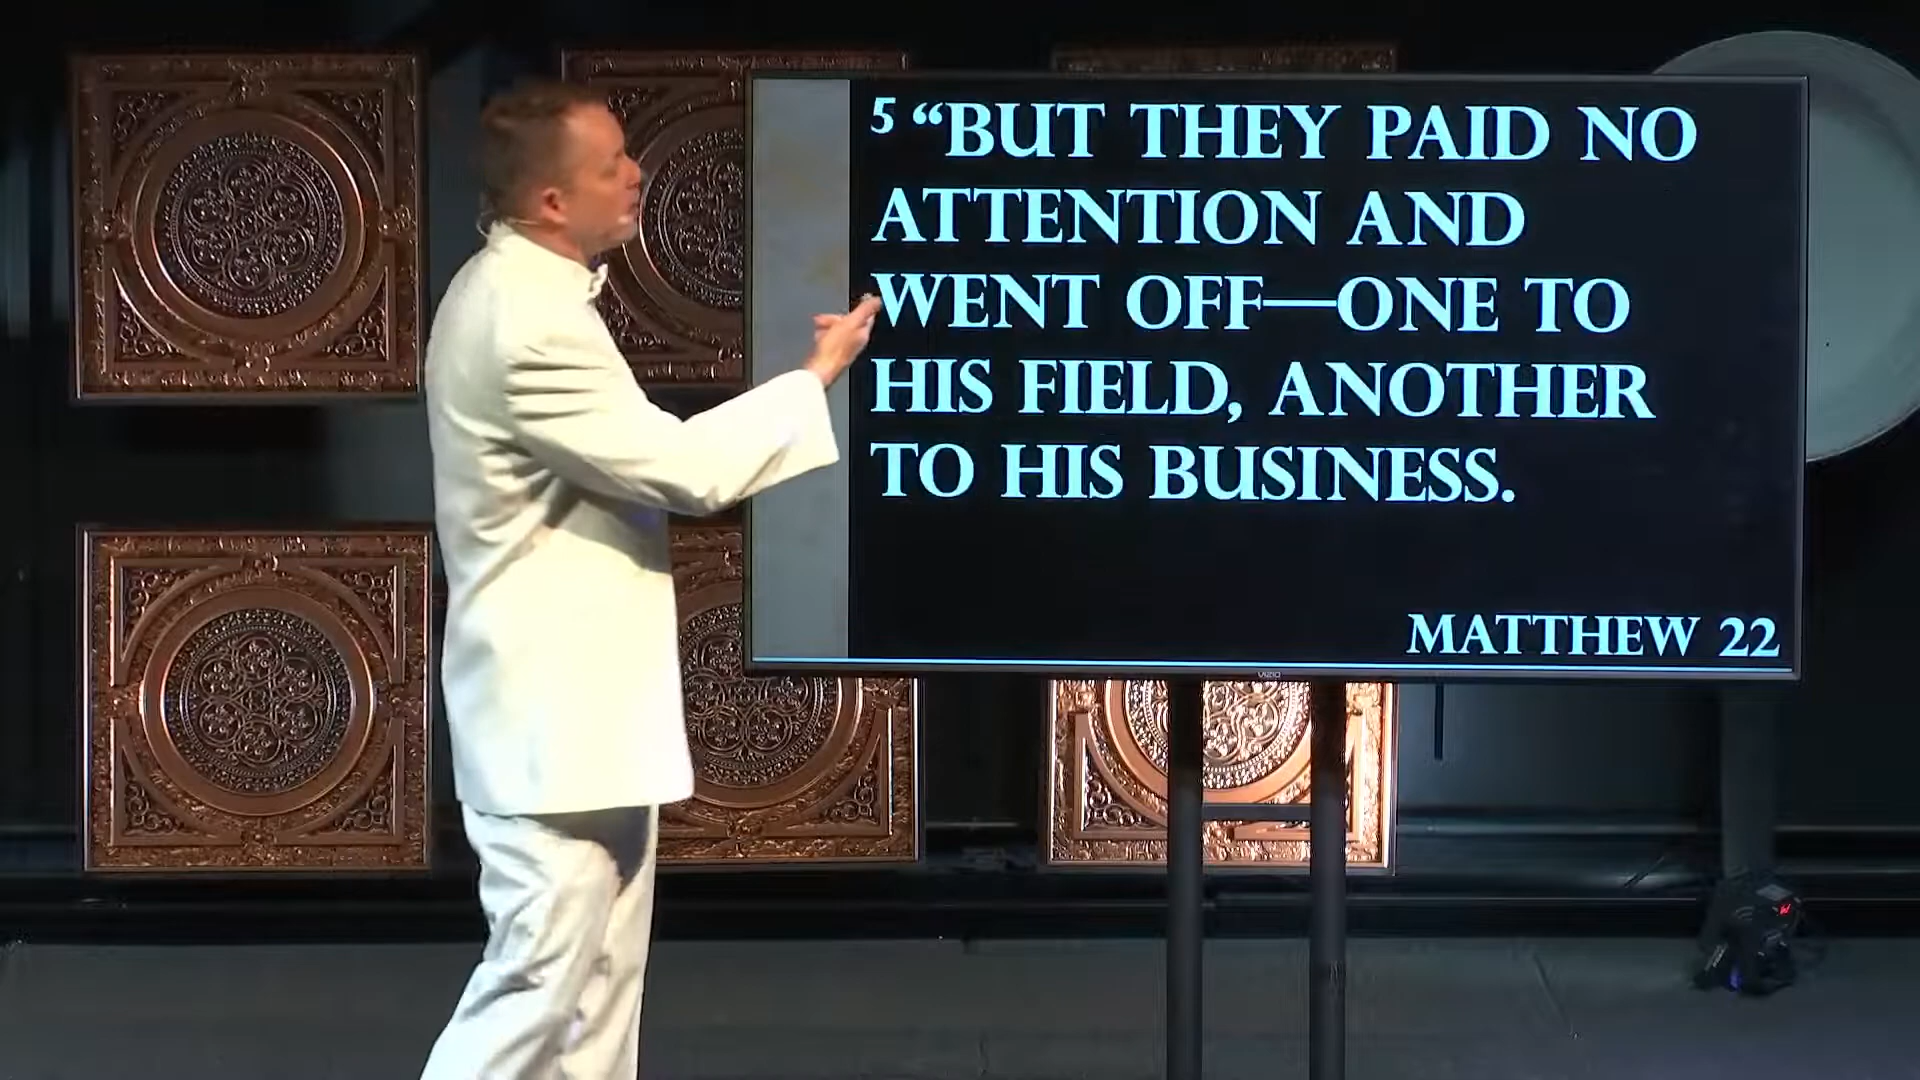 5 “BUT THEY PAID NO
ATTENTION AND
WENT OFF—ONE TO
HIS FIELD, ANOTHER
TO HIS BUSINESS.
MATTHEW 22